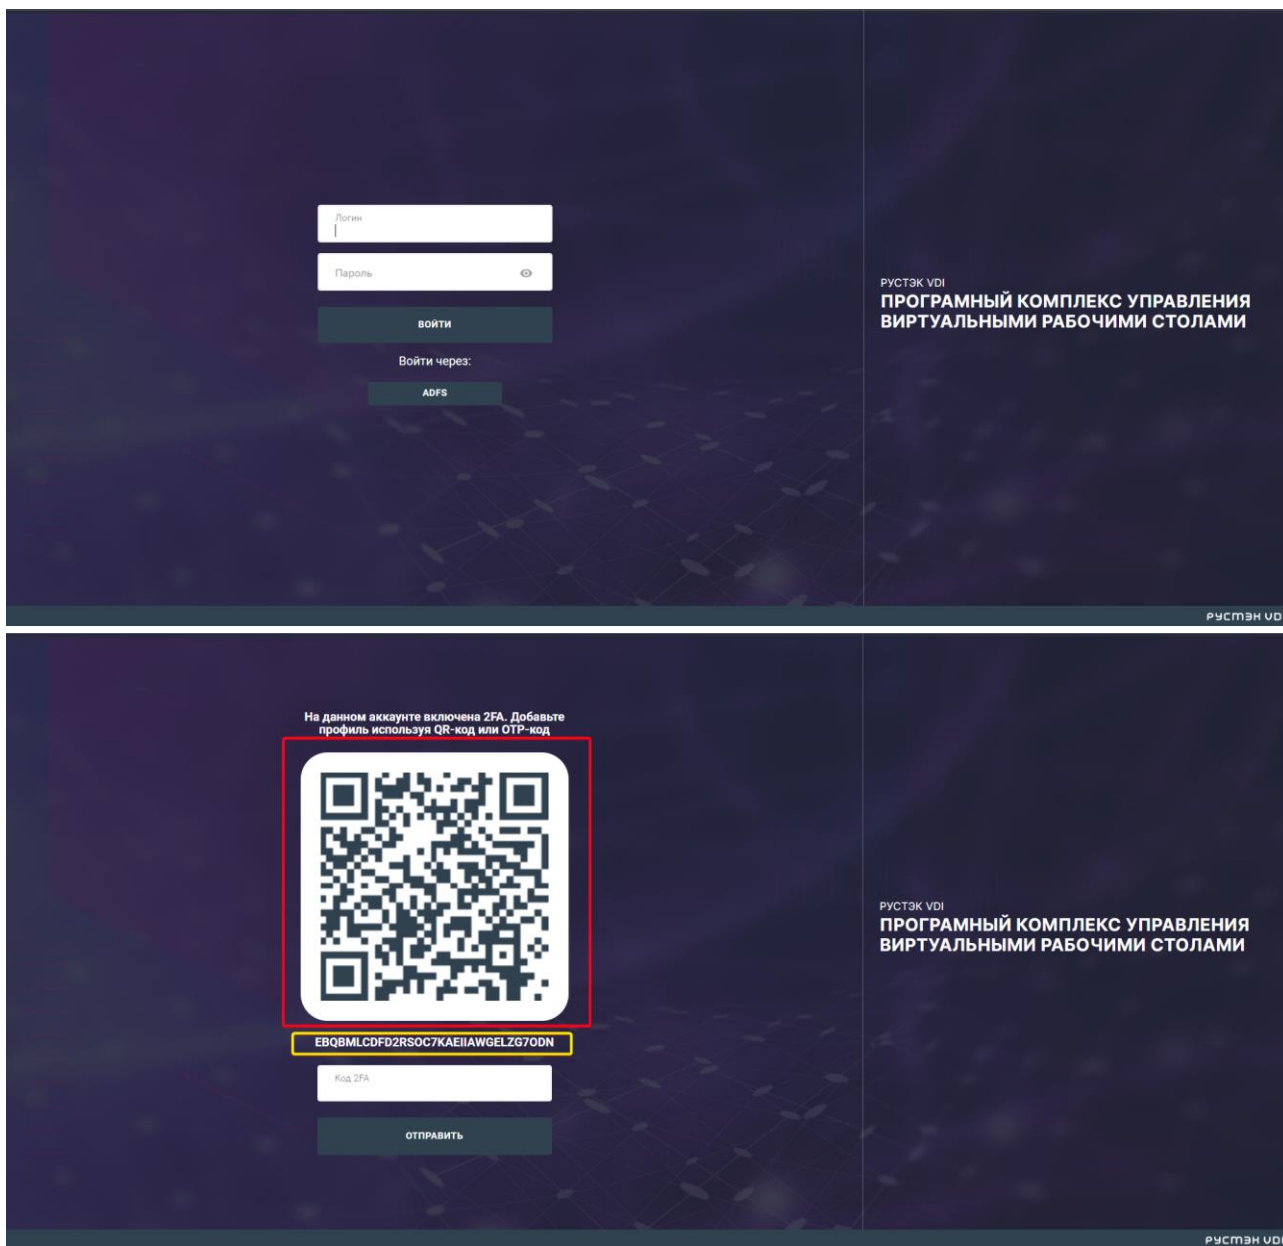 Логин
Пароль
ВОЙТИ
Войти через:
ADFS
РУСТЭК VDI
ПРОГРАМНЫЙ КОМПЛЕКС УПРАВЛЕНИЯ
ВИРТУАЛЬНЫМИ РАБОЧИМИ СТОЛАМИ
РУСТЭК VD
На данном аккаунте включена 2FA. Добавьте
профиль используя QR-код или OTP-код
EBQBMLCDFD2RSOC7KAEIIAWGELZG7ODN
Код 2FA
ОТПРАВИТЬ
РУСТЭК VDI
ПРОГРАМНЫЙ КОМПЛЕКС УПРАВЛЕНИЯ
ВИРТУАЛЬНЫМИ РАБОЧИМИ СТОЛАМИ
РУСТЭК VDI